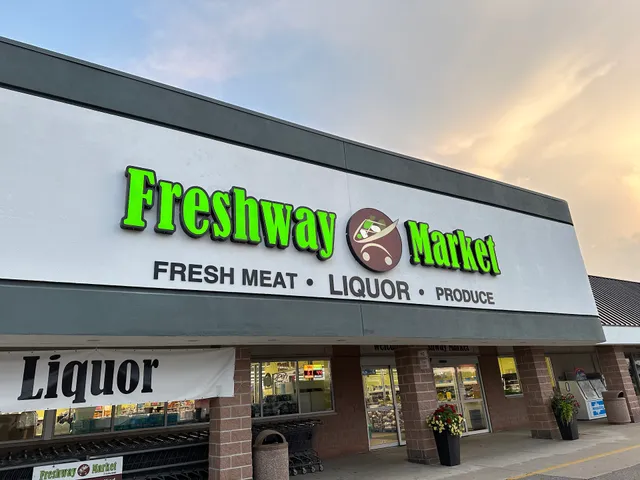 Freshway Market
FRESH MEAT • LIQUOR • PRODUCE
Liquor
Freshway Market